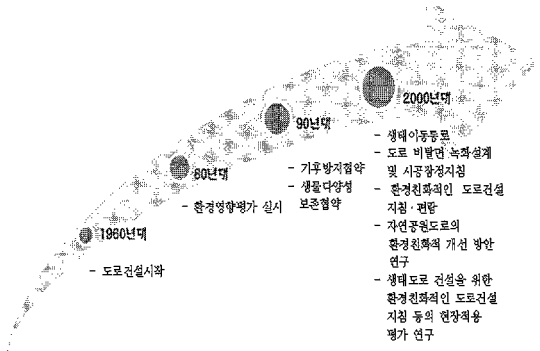 1960년대
- 도로건설시작
80년대
- 환경영향평가 실시
90년대
- 기후방지협약
- 생물다양성
보존협약
2000년대
- 생태이동통로
- 도로 비탈면 녹화설계
및 시공잠정지침
- 환경친화적인 도로건설
지침·편람
- 자연공원도로의
환경친화적 개선 방안
연구
- 생태도로 건설을 위한
환경친화적인 도로건설
지침 등의 현장적용
평가 연구